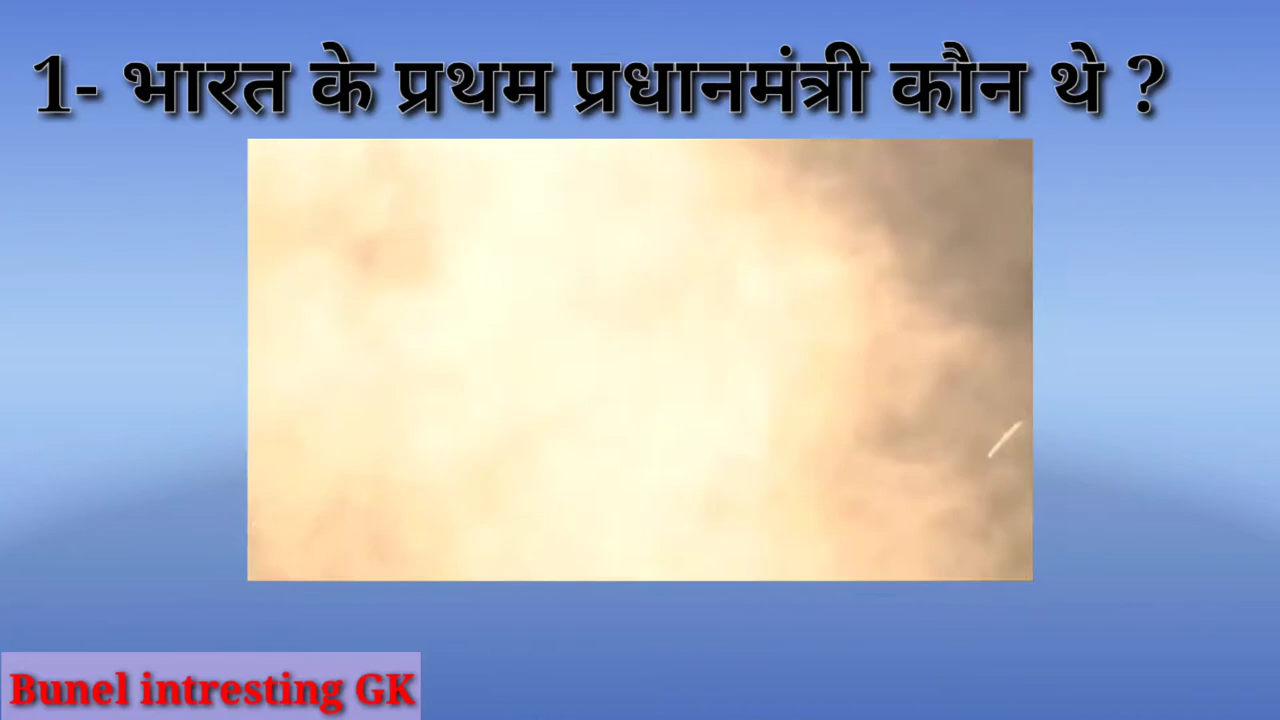 1- भारत के प्रथम प्रधानमंत्री कौन थे ?
Bunel intresting GK